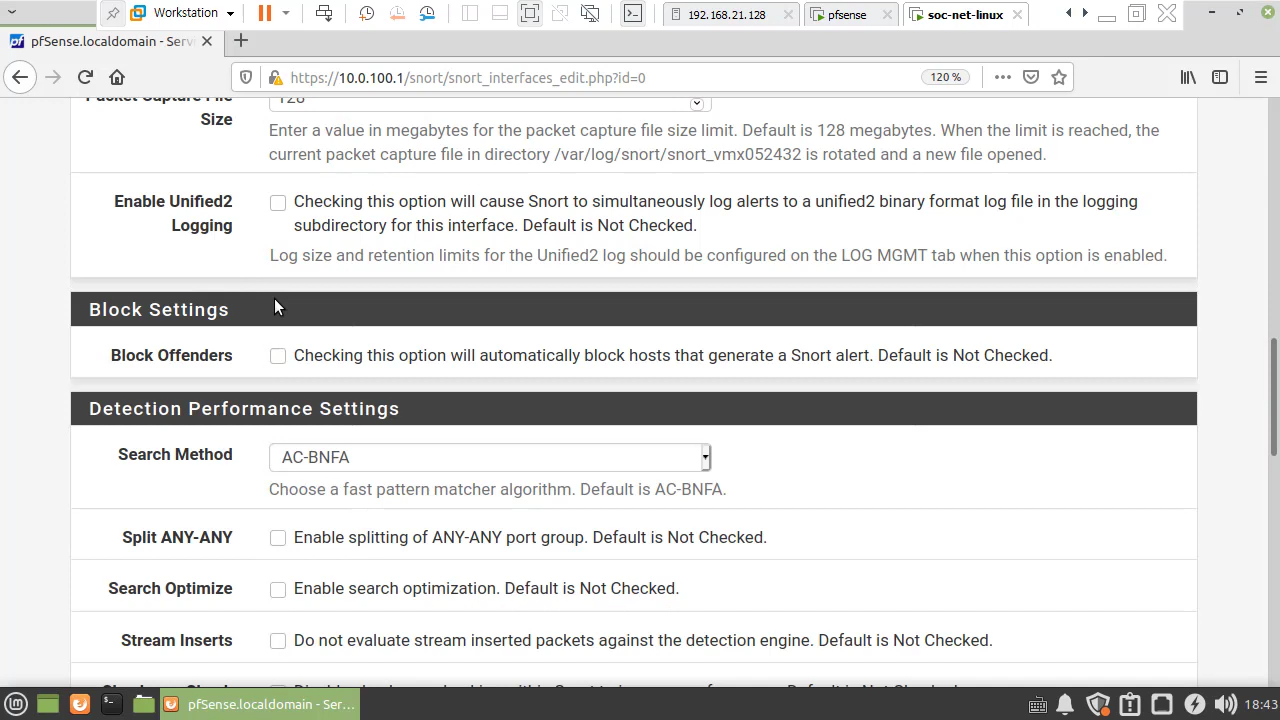 Workstation
192.168.21.128
pfsense
soc-net-linux
pfSense.localdomain - Serv
https://10.0.100.1/snort/snort_interfaces_edit.php?id=0
120 %
Packet Capture File
Size
128
Enter a value in megabytes for the packet capture file size limit. Default is 128 megabytes. When the limit is reached, the
current packet capture file in directory /var/log/snort/snort_vmx052432 is rotated and a new file opened.
Enable Unified2
Logging
Checking this option will cause Snort to simultaneously log alerts to a unified2 binary format log file in the logging
subdirectory for this interface. Default is Not Checked.
Log size and retention limits for the Unified2 log should be configured on the LOG MGMT tab when this option is enabled.
Block Settings
Block Offenders
Checking this option will automatically block hosts that generate a Snort alert. Default is Not Checked.
Detection Performance Settings
Search Method
AC-BNFA
Choose a fast pattern matcher algorithm. Default is AC-BNFA.
Split ANY-ANY
Enable splitting of ANY-ANY port group. Default is Not Checked.
Search Optimize
Enable search optimization. Default is Not Checked.
Stream Inserts
Do not evaluate stream inserted packets against the detection engine. Default is Not Checked.
pfSense.localdomain - Ser...
18:43